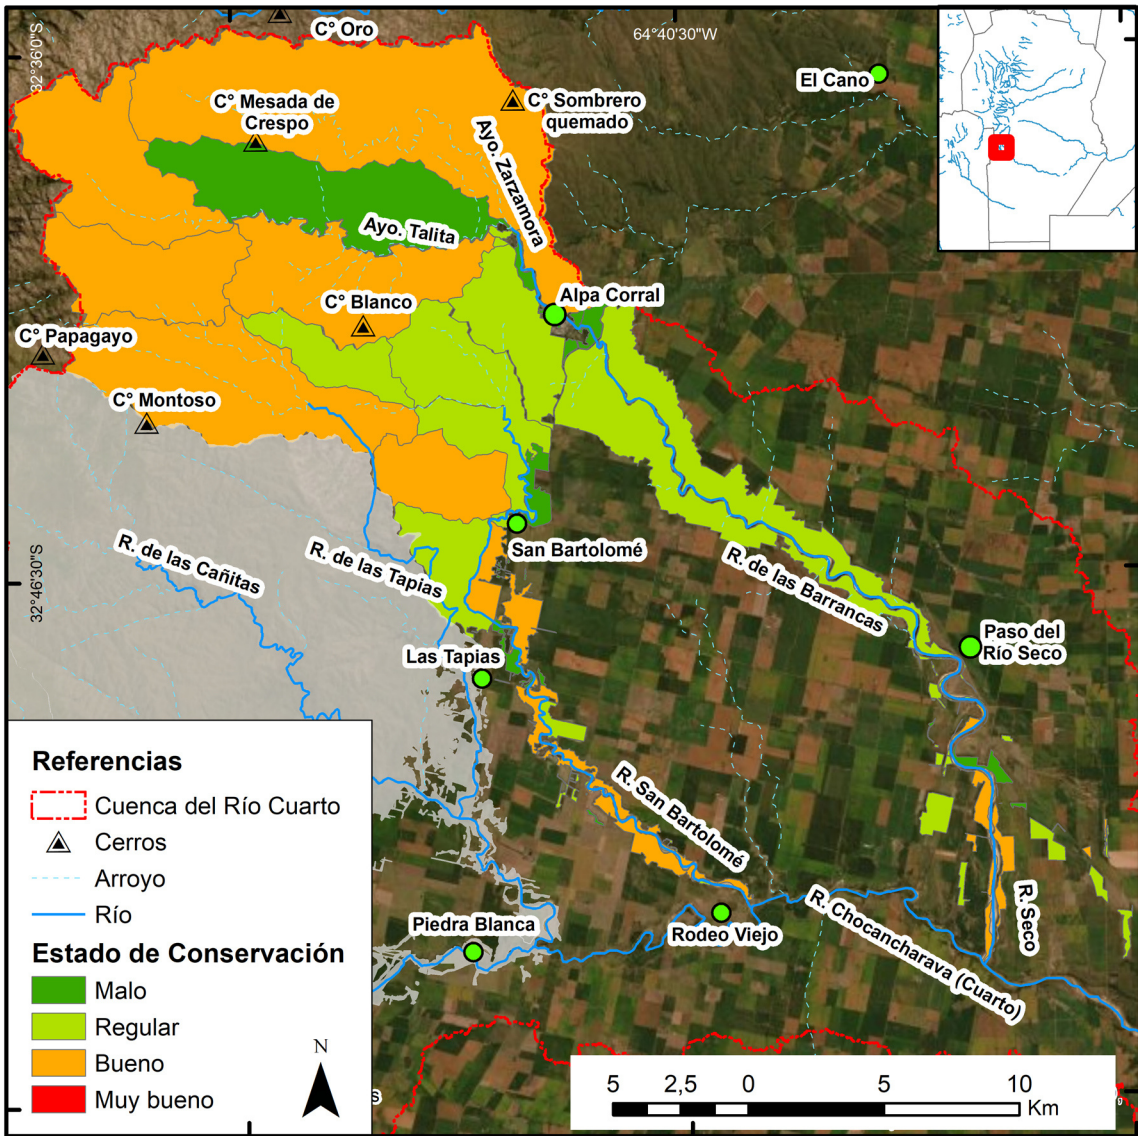 C° Oro
64°40'30"W
32°36'0"S
El Cano
C° Mesada de
Crespo
C° Sombrero
quemado
Ayo. Zarzamora
Ayo. Talita
Alpa Corral
C° Blanco
C° Papagayo
C° Montoso
San Bartolomé
R. de las Cañitas
R. de las Tapias
R. de las Barrancas
32°46'30"S
Paso del
Río Seco
Las Tapias
R. San Bartolomé
R. Seco
R. Chocancharava (Cuarto)
Rodeo Viejo
Piedra Blanca
Referencias
Cuenca del Río Cuarto
Cerros
Arroyo
Río
Estado de Conservación
Malo
Regular
Bueno
Muy bueno
N
5 2,5 0 5 10
Km